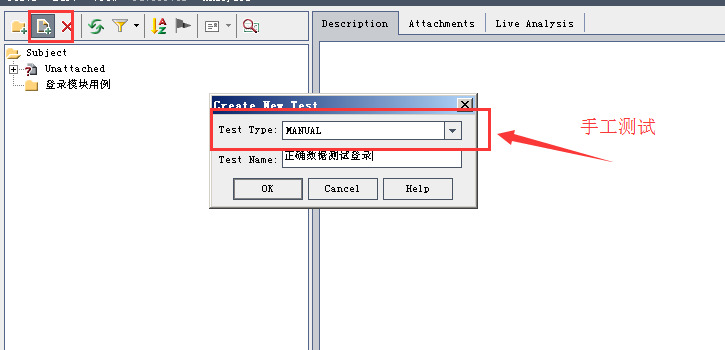 Description
Attachments
Live Analysis
Subject
Unattached
登录模块用例
Create New Test
Test Type:
MANUAL
手工测试
Test Name:
正确数据测试登录
OK
Cancel
Help